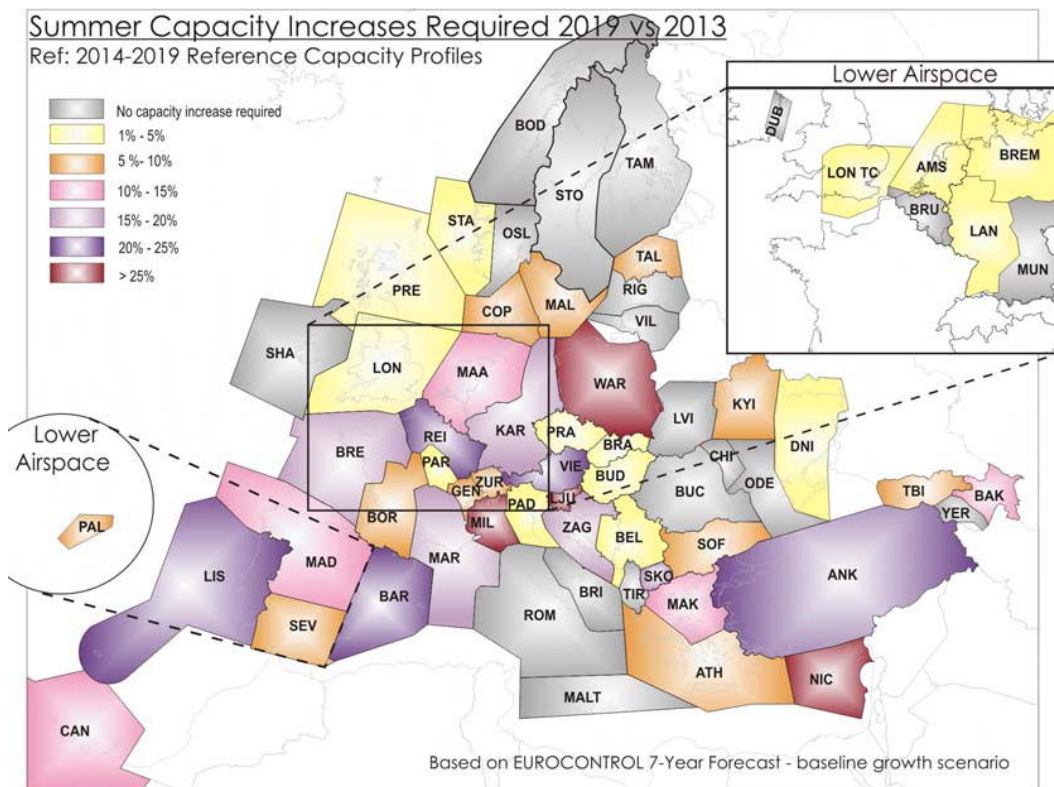 Summer Capacity Increases Required 2019 vs 2013
Ref: 2014-2019 Reference Capacity Profiles
No capacity increase required
1% - 5%
5 %- 10%
10% - 15%
15% - 20%
20% - 25%
> 25%
Lower Airspace
DUB
LON TC
AMS
BREM
BRU
LAN
MUN
BOD
TAM
STO
STA
OSL
TAL
PRE
RIG
COP
MAL
VIL
SHA
LON
MAA
WAR
KYI
LVI
REI
KAR
PRA
BRA
DNI
BRE
PAR
VIE
CHI
BUD
ZUR
GEN
PAD
LJU
BUC
ODE
TBI
BAK
YER
BOR
MIL
ZAG
BEL
SOF
MAR
Lower
Airspace
PAL
MAD
LIS
BAR
SKO
TIR
BRI
MAK
ANK
SEV
ROM
ATH
NIC
MALT
CAN
Based on EUROCONTROL 7-Year Forecast - baseline growth scenario